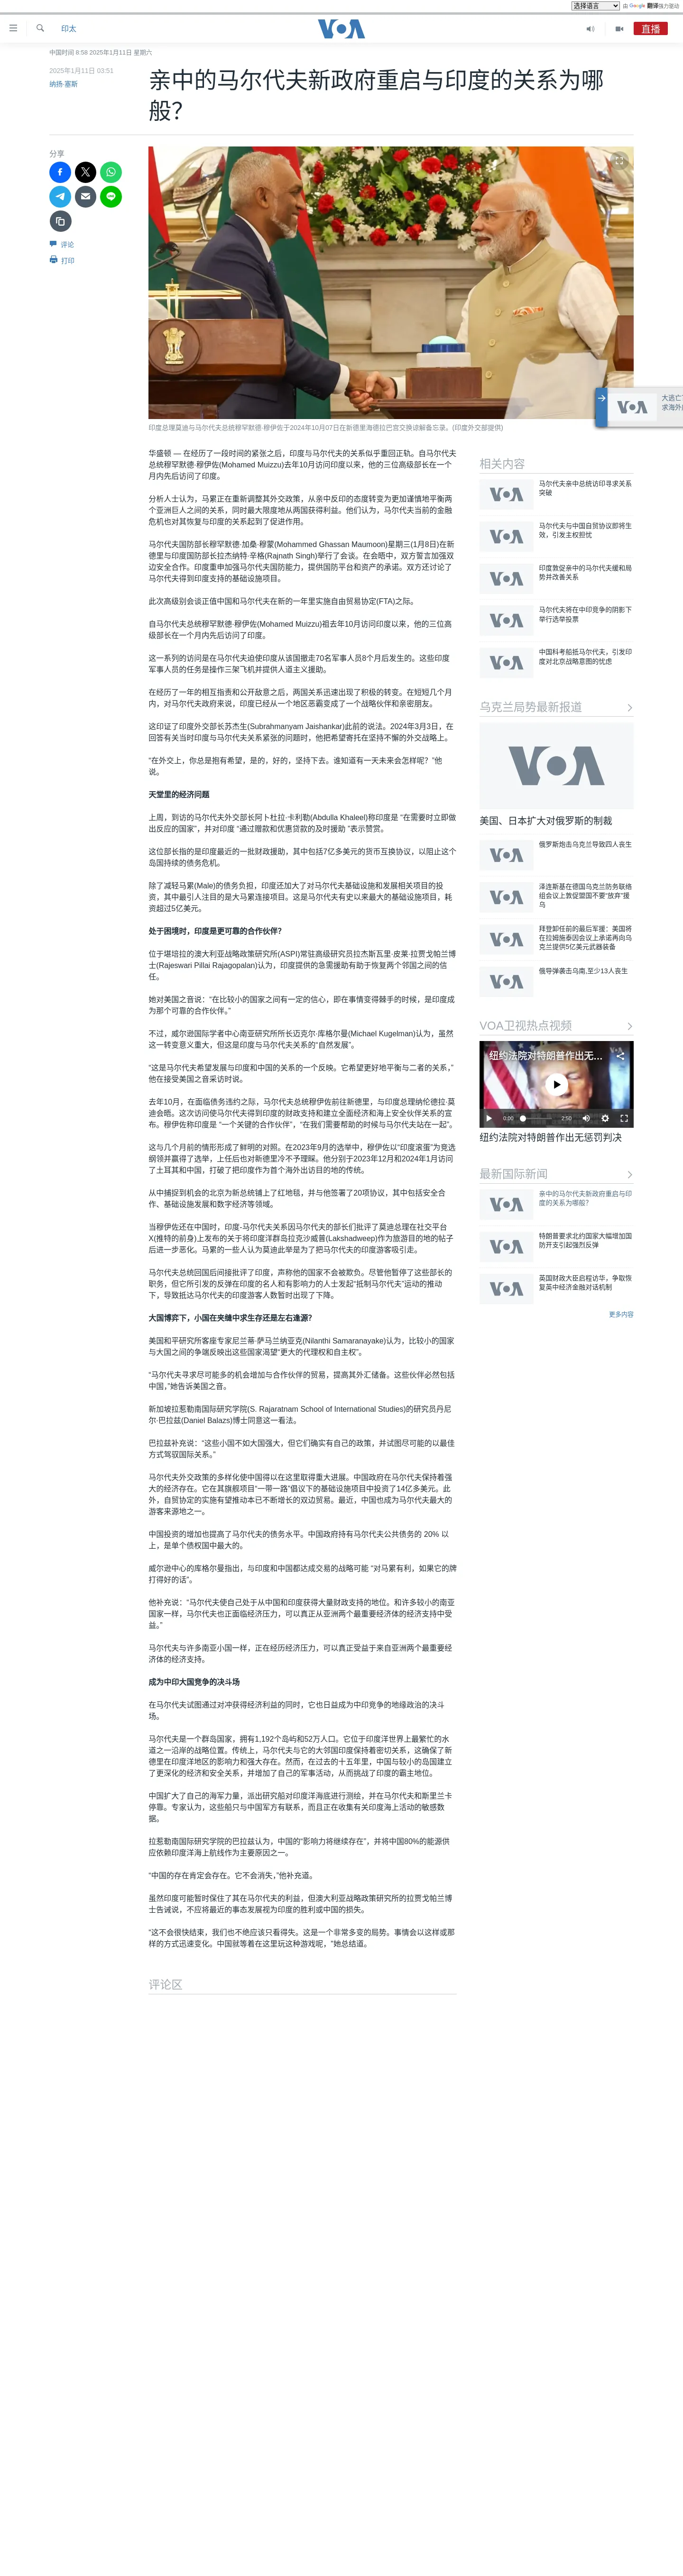 选择语言
由 Google 翻译强力驱动
印太
VOA
直播
中国时间 8:58 2025年1月11日 星期六
2025年1月11日 03:51
纳扬·塞斯
亲中的马尔代夫新政府重启与印度的关系为哪
般？
分享
评论
打印
印度总理莫迪与马尔代夫总统穆罕默德·穆伊佐于2024年10月07日在新德里海德拉巴宫交换谅解备忘录。(印度外交部提供)
大逃亡下
求海外就
VOA
华盛顿 — 在经历了一段时间的紧张之后，印度与马尔代夫的关系似乎重回正轨。自马尔代夫
总统穆罕默德·穆伊佐(Mohamed Muizzu)去年10月访问印度以来，他的三位高级部长在一个
月内先后访问了印度。
分析人士认为，马累正在重新调整其外交政策，从亲中反印的态度转变为更加谨慎地平衡两
个亚洲巨人之间的关系，同时最大限度地从两国获得利益。他们认为，马尔代夫当前的金融
危机也对其恢复与印度的关系起到了促进作用。
马尔代夫国防部长穆罕默德·加桑·穆蒙(Mohammed Ghassan Maumoon)星期三(1月8日)在新
德里与印度国防部长拉杰纳特·辛格(Rajnath Singh)举行了会谈。在会晤中，双方誓言加强双
边安全合作。印度重申加强马尔代夫国防能力，提供国防平台和资产的承诺。双方还讨论了
马尔代夫得到印度支持的基础设施项目。
此次高级别会谈正值中国和马尔代夫在新的一年里实施自由贸易协定(FTA)之际。
自马尔代夫总统穆罕默德·穆伊佐(Mohamed Muizzu)祖去年10月访问印度以来，他的三位高
级部长在一个月内先后访问了印度。
这一系列的访问是在马尔代夫迫使印度从该国撤走70名军事人员8个月后发生的。这些印度
军事人员的任务是操作三架飞机并提供人道主义援助。
在经历了一年的相互指责和公开敌意之后，两国关系迅速出现了积极的转变。在短短几个月
内，对马尔代夫政府来说，印度已经从一个地区恶霸变成了一个战略伙伴和亲密朋友。
这印证了印度外交部长苏杰生(Subrahmanyam Jaishankar)此前的说法。2024年3月3日，在
回答有关当时印度与马尔代夫关系紧张的问题时，他把希望寄托在坚持不懈的外交战略上。
“在外交上，你总是抱有希望，是的，好的，坚持下去。谁知道有一天未来会怎样呢？”他
说。
天堂里的经济问题
上周，到访的马尔代夫外交部长阿卜杜拉·卡利勒(Abdulla Khaleel)称印度是 “在需要时立即做
出反应的国家”，并对印度 “通过赠款和优惠贷款的及时援助 ”表示赞赏。
这位部长指的是印度最近的一批财政援助，其中包括7亿多美元的货币互换协议，以阻止这个
岛国持续的债务危机。
除了减轻马累(Male)的债务负担，印度还加大了对马尔代夫基础设施和发展相关项目的投
资，其中最引人注目的是大马累连接项目。这是马尔代夫有史以来最大的基础设施项目，耗
资超过5亿美元。
处于困境时，印度是更可靠的合作伙伴？
位于堪培拉的澳大利亚战略政策研究所(ASPI)常驻高级研究员拉杰斯瓦里·皮莱·拉贾戈帕兰博
士(Rajeswari Pillai Rajagopalan)认为，印度提供的急需援助有助于恢复两个邻国之间的信
任。
她对美国之音说：“在比较小的国家之间有一定的信心，即在事情变得棘手的时候，是印度成
为那个可靠的合作伙伴。”
不过，威尔逊国际学者中心南亚研究所所长迈克尔·库格尔曼(Michael Kugelman)认为，虽然
这一转变意义重大，但这是印度与马尔代夫关系的“自然发展”。
“这是马尔代夫希望发展与印度和中国的关系的一个反映。它希望更好地平衡与二者的关系，”
他在接受美国之音采访时说。
去年10月，在面临债务违约之际，马尔代夫总统穆伊佐前往新德里，与印度总理纳伦德拉·莫
迪会晤。这次访问使马尔代夫得到印度的财政支持和建立全面经济和海上安全伙伴关系的宣
布。穆伊佐称印度是 “一个关键的合作伙伴”，“在我们需要帮助的时候与马尔代夫站在一起”。
这与几个月前的情形形成了鲜明的对照。在2023年9月的选举中，穆伊佐以“印度滚蛋”为竞选
纲领并赢得了选举，上任后也对新德里冷不予理睬。他分别于2023年12月和2024年1月访问
了土耳其和中国，打破了把印度作为首个海外出访目的地的传统。
从中捕捉到机会的北京为新总统铺上了红地毯，并与他签署了20项协议，其中包括安全合
作、基础设施发展和数字经济等领域。
当穆伊佐还在中国时，印度-马尔代夫关系因马尔代夫的部长们批评了莫迪总理在社交平台
X(推特的前身)上发布的关于将印度洋群岛拉克沙威普(Lakshadweep)作为旅游目的地的帖子
后进一步恶化。马累的一些人认为莫迪此举是为了把马尔代夫的印度游客吸引走。
马尔代夫总统回国后间接批评了印度，声称他的国家不会被欺负。尽管他暂停了这些部长的
职务，但它所引发的反弹在印度的名人和有影响力的人士发起“抵制马尔代夫”运动的推动
下，导致抵达马尔代夫的印度游客人数暂时出现了下降。
大国博弈下，小国在夹缝中求生存还是左右逢源？
美国和平研究所客座专家尼兰蒂·萨马兰纳亚克(Nilanthi Samaranayake)认为，比较小的国家
与大国之间的争端反映出这些国家渴望“更大的代理权和自主权”。
“马尔代夫寻求尽可能多的机会增加与合作伙伴的贸易，提高其外汇储备。这些伙伴必然包括
中国，”她告诉美国之音。
新加坡拉惹勒南国际研究学院(S. Rajaratnam School of International Studies)的研究员丹尼
尔·巴拉兹(Daniel Balazs)博士同意这一看法。
巴拉兹补充说：“这些小国不如大国强大，但它们确实有自己的政策，并试图尽可能的以最佳
方式驾驭国际关系。”
马尔代夫外交政策的多样化使中国得以在这里取得重大进展。中国政府在马尔代夫保持着强
大的经济存在。它在其旗舰项目“一带一路”倡议下的基础设施项目中投资了14亿多美元。此
外，自贸协定的实施有望推动本已不断增长的双边贸易。最近，中国也成为马尔代夫最大的
游客来源地之一。
中国投资的增加也提高了马尔代夫的债务水平。中国政府持有马尔代夫公共债务的 20% 以
上，是单个债权国中最大的。
威尔逊中心的库格尔曼指出，与印度和中国都达成交易的战略可能 “对马累有利，如果它的牌
打得好的话”。
他补充说：“马尔代夫使自己处于从中国和印度获得大量财政支持的地位。和许多较小的南亚
国家一样，马尔代夫也正面临经济压力，可以真正从亚洲两个最重要经济体的经济支持中受
益。”
马尔代夫与许多南亚小国一样，正在经历经济压力，可以真正受益于来自亚洲两个最重要经
济体的经济支持。
成为中印大国竞争的决斗场
在马尔代夫试图通过对冲获得经济利益的同时，它也日益成为中印竞争的地缘政治的决斗
场。
马尔代夫是一个群岛国家，拥有1,192个岛屿和52万人口。它位于印度洋世界上最繁忙的水
道之一沿岸的战略位置。传统上，马尔代夫与它的大邻国印度保持着密切关系，这确保了新
德里在印度洋地区的影响力和强大存在。然而，在过去的十五年里，中国与较小的岛国建立
了更深化的经济和安全关系，并增加了自己的军事活动，从而挑战了印度的霸主地位。
中国扩大了自己的海军力量，派出研究船对印度洋海底进行测绘，并在马尔代夫和斯里兰卡
停靠。专家认为，这些船只与中国军方有联系，而且正在收集有关印度海上活动的敏感数
据。
拉惹勒南国际研究学院的巴拉兹认为，中国的“影响力将继续存在”，并将中国80%的能源供
应依赖印度洋海上航线作为主要原因之一。
“中国的存在肯定会存在。它不会消失，”他补充道。
虽然印度可能暂时保住了其在马尔代夫的利益，但澳大利亚战略政策研究所的拉贾戈帕兰博
士告诫说，不应将最近的事态发展视为印度的胜利或中国的损失。
“这不会很快结束，我们也不绝应该只看得失。这是一个非常多变的局势。事情会以这样或那
样的方式迅速变化。中国就等着在这里玩这种游戏呢，”她总结道。
评论区
相关内容
VOA
马尔代夫亲中总统访印寻求关系
突破
VOA
马尔代夫与中国自贸协议即将生
效，引发主权担忧
VOA
印度敦促亲中的马尔代夫缓和局
势并改善关系
VOA
马尔代夫将在中印竞争的阴影下
举行选举投票
VOA
中国科考船抵马尔代夫，引发印
度对北京战略意图的忧虑
乌克兰局势最新报道
VOA
美国、日本扩大对俄罗斯的制裁
VOA
俄罗斯炮击乌克兰导致四人丧生
VOA
泽连斯基在德国乌克兰防务联络
组会议上敦促盟国不要“放弃”援
乌
VOA
拜登卸任前的最后军援：美国将
在拉姆施泰因会议上承诺再向乌
克兰提供5亿美元武器装备
VOA
俄导弹袭击乌南,至少13人丧生
VOA卫视热点视频
纽约法院对特朗普作出无...
0:00
2:50
纽约法院对特朗普作出无惩罚判决
最新国际新闻
VOA
亲中的马尔代夫新政府重启与印
度的关系为哪般？
VOA
特朗普要求北约国家大幅增加国
防开支引起强烈反弹
VOA
英国财政大臣启程访华，争取恢
复英中经济金融对话机制
更多内容